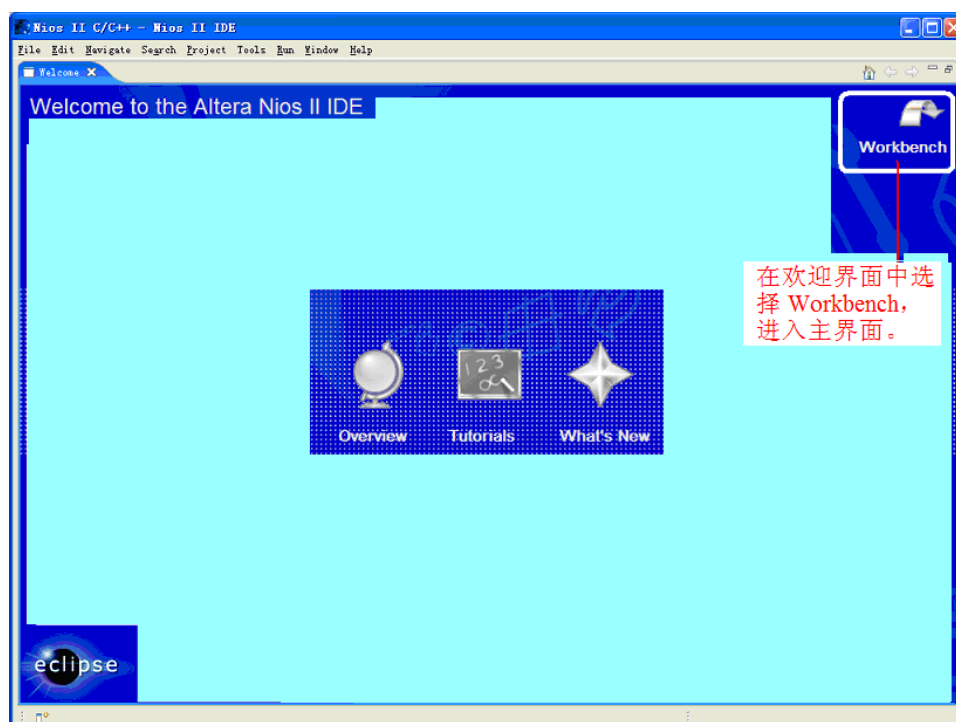 Nios II C/C++ - Nios II IDE
File Edit Navigate Search Project Tools Run Window Help
Welcome
Welcome to the Altera Nios II IDE
Workbench
在欢迎界面中选
择 Workbench，
进入主界面。
Overview Tutorials What's New
eclipse